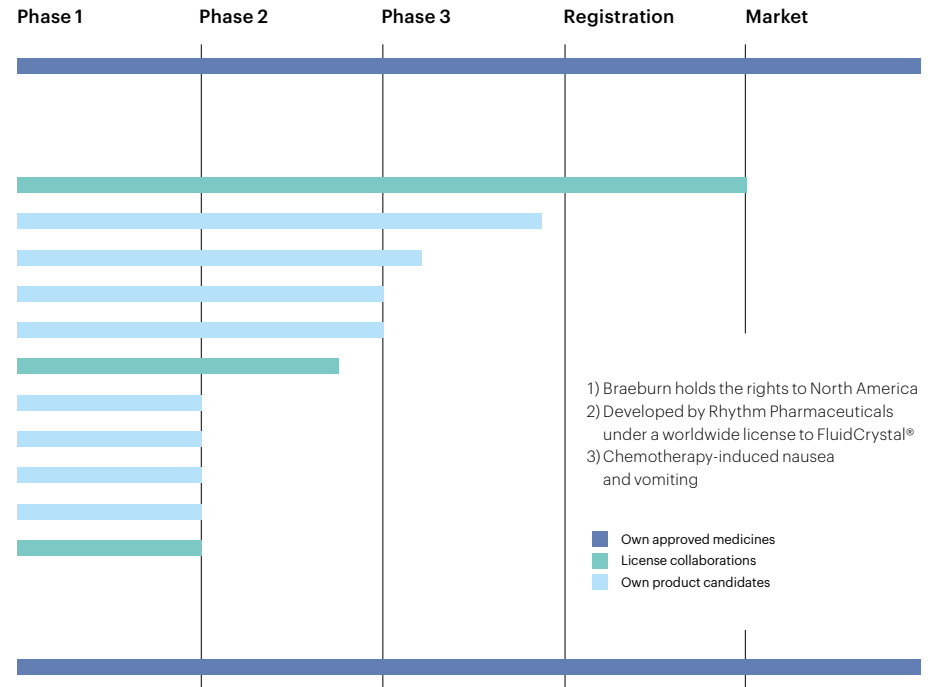 Phase 1 Phase 2 Phase 3 Registration Market
1) Braeburn holds the rights to North America
2) Developed by Rhythm Pharmaceuticals
under a worldwide license to FluidCrystal®
3) Chemotherapy-induced nausea
and vomiting
Own approved medicines
License collaborations
Own product candidates